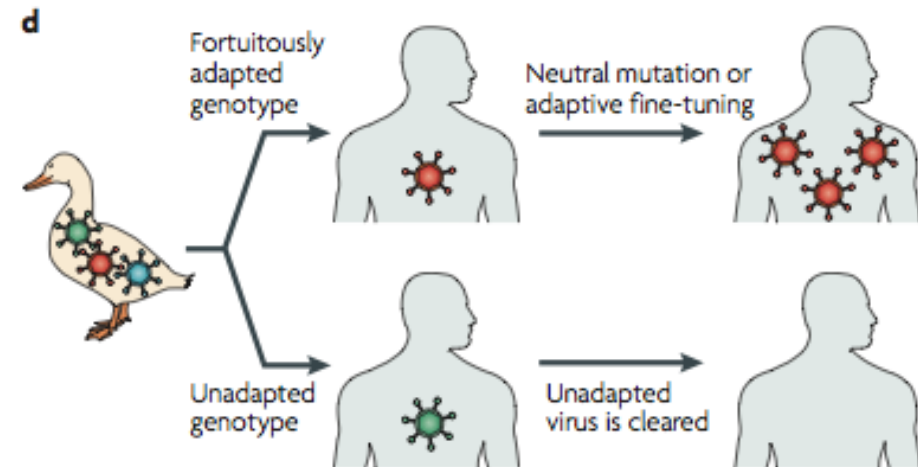 d
Fortuitously
adapted
genotype
Neutral mutation or
adaptive fine-tuning
Unadapted
genotype
Unadapted
virus is cleared